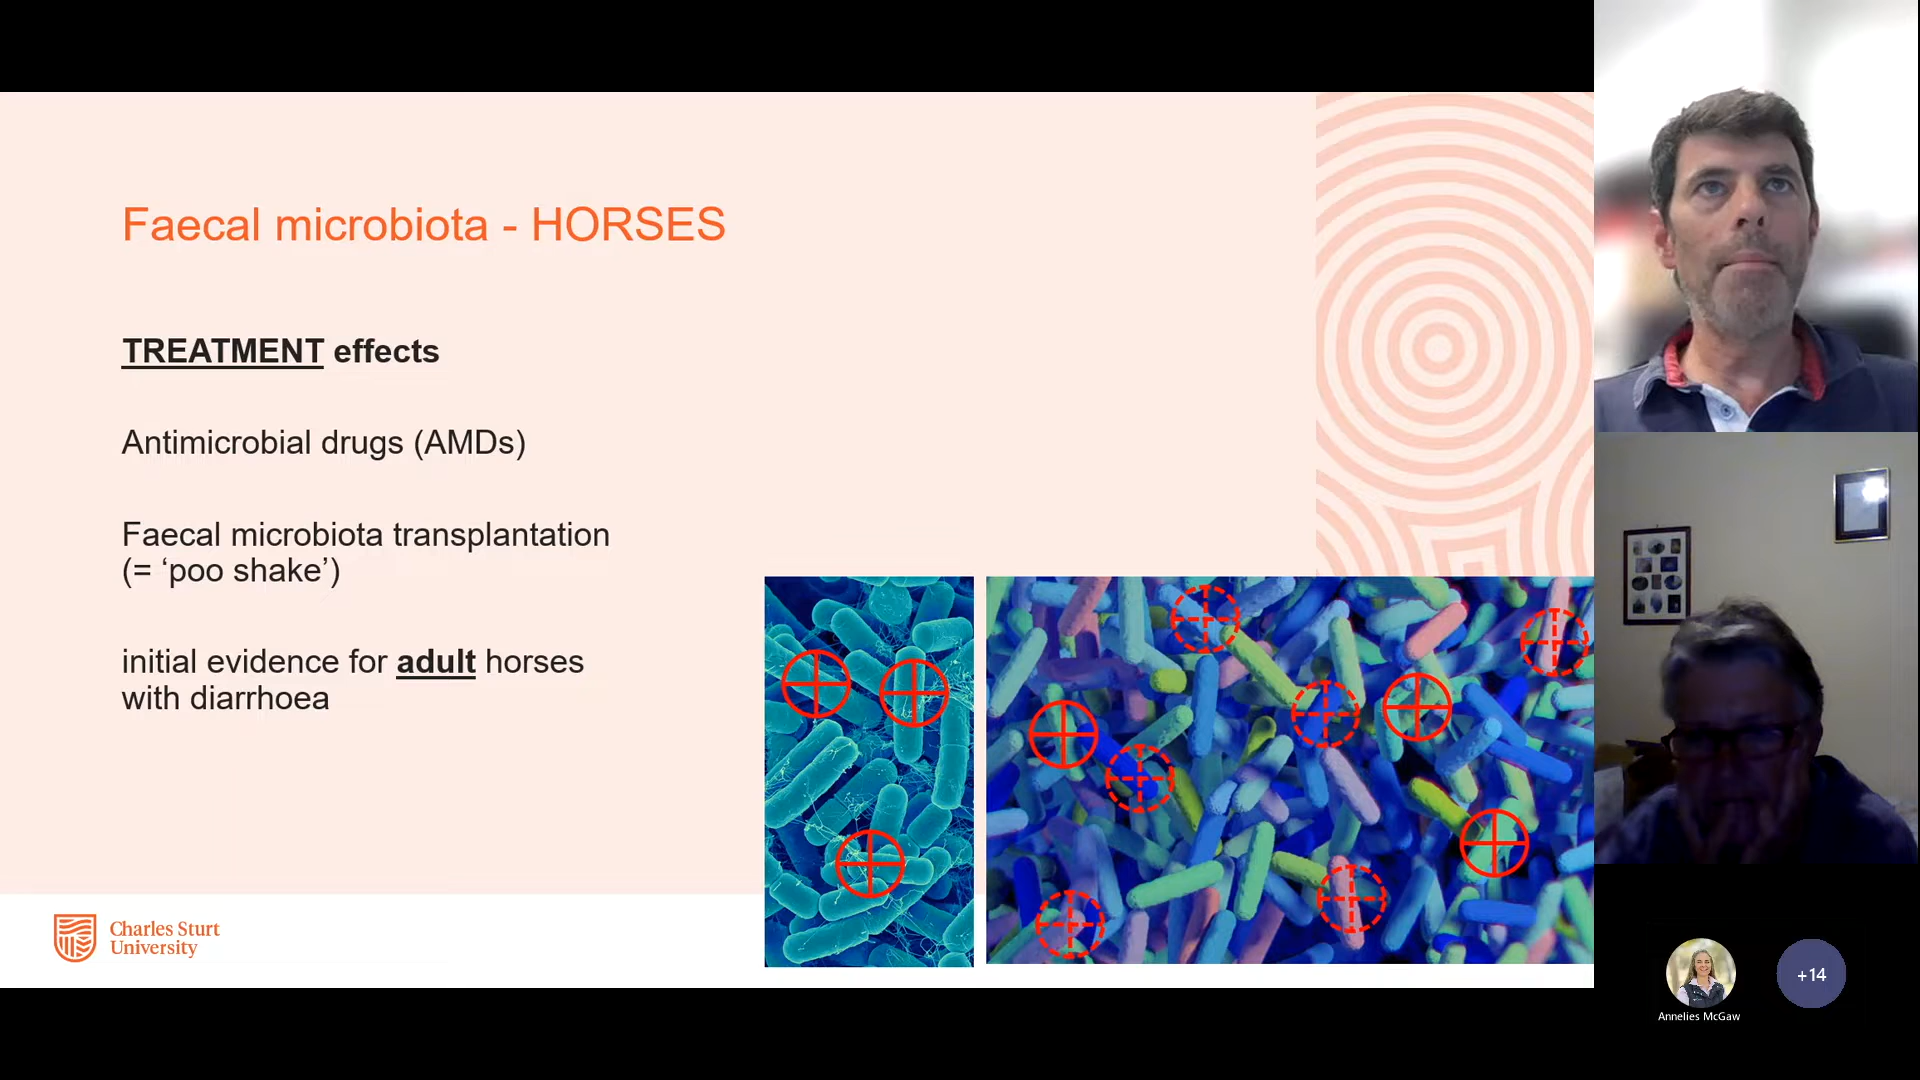 Faecal microbiota - HORSES
TREATMENT effects
Antimicrobial drugs (AMDs)
Faecal microbiota transplantation
(= ‘poo shake’)
initial evidence for adult horses
with diarrhoea
Charles Sturt
University
Annelies McGaw
+14